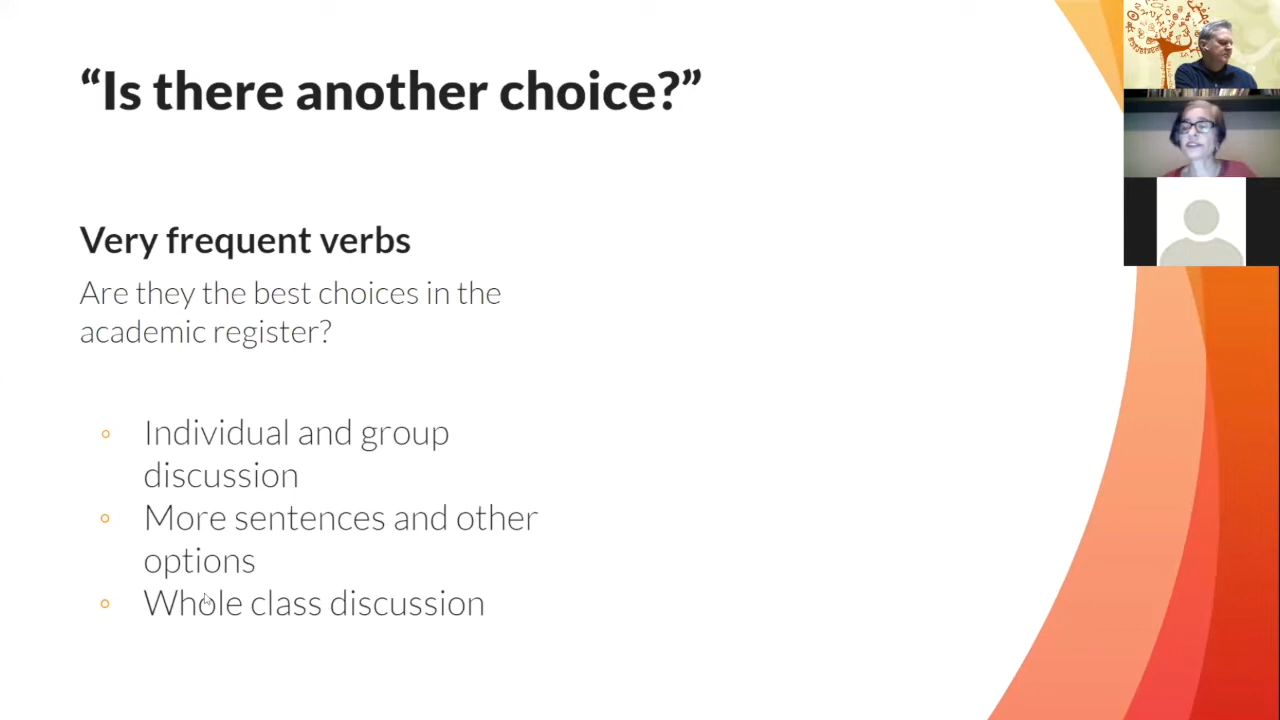 “Is there another choice?”
Very frequent verbs
Are they the best choices in the
academic register?
◦ Individual and group
discussion
◦ More sentences and other
options
◦ Whole class discussion